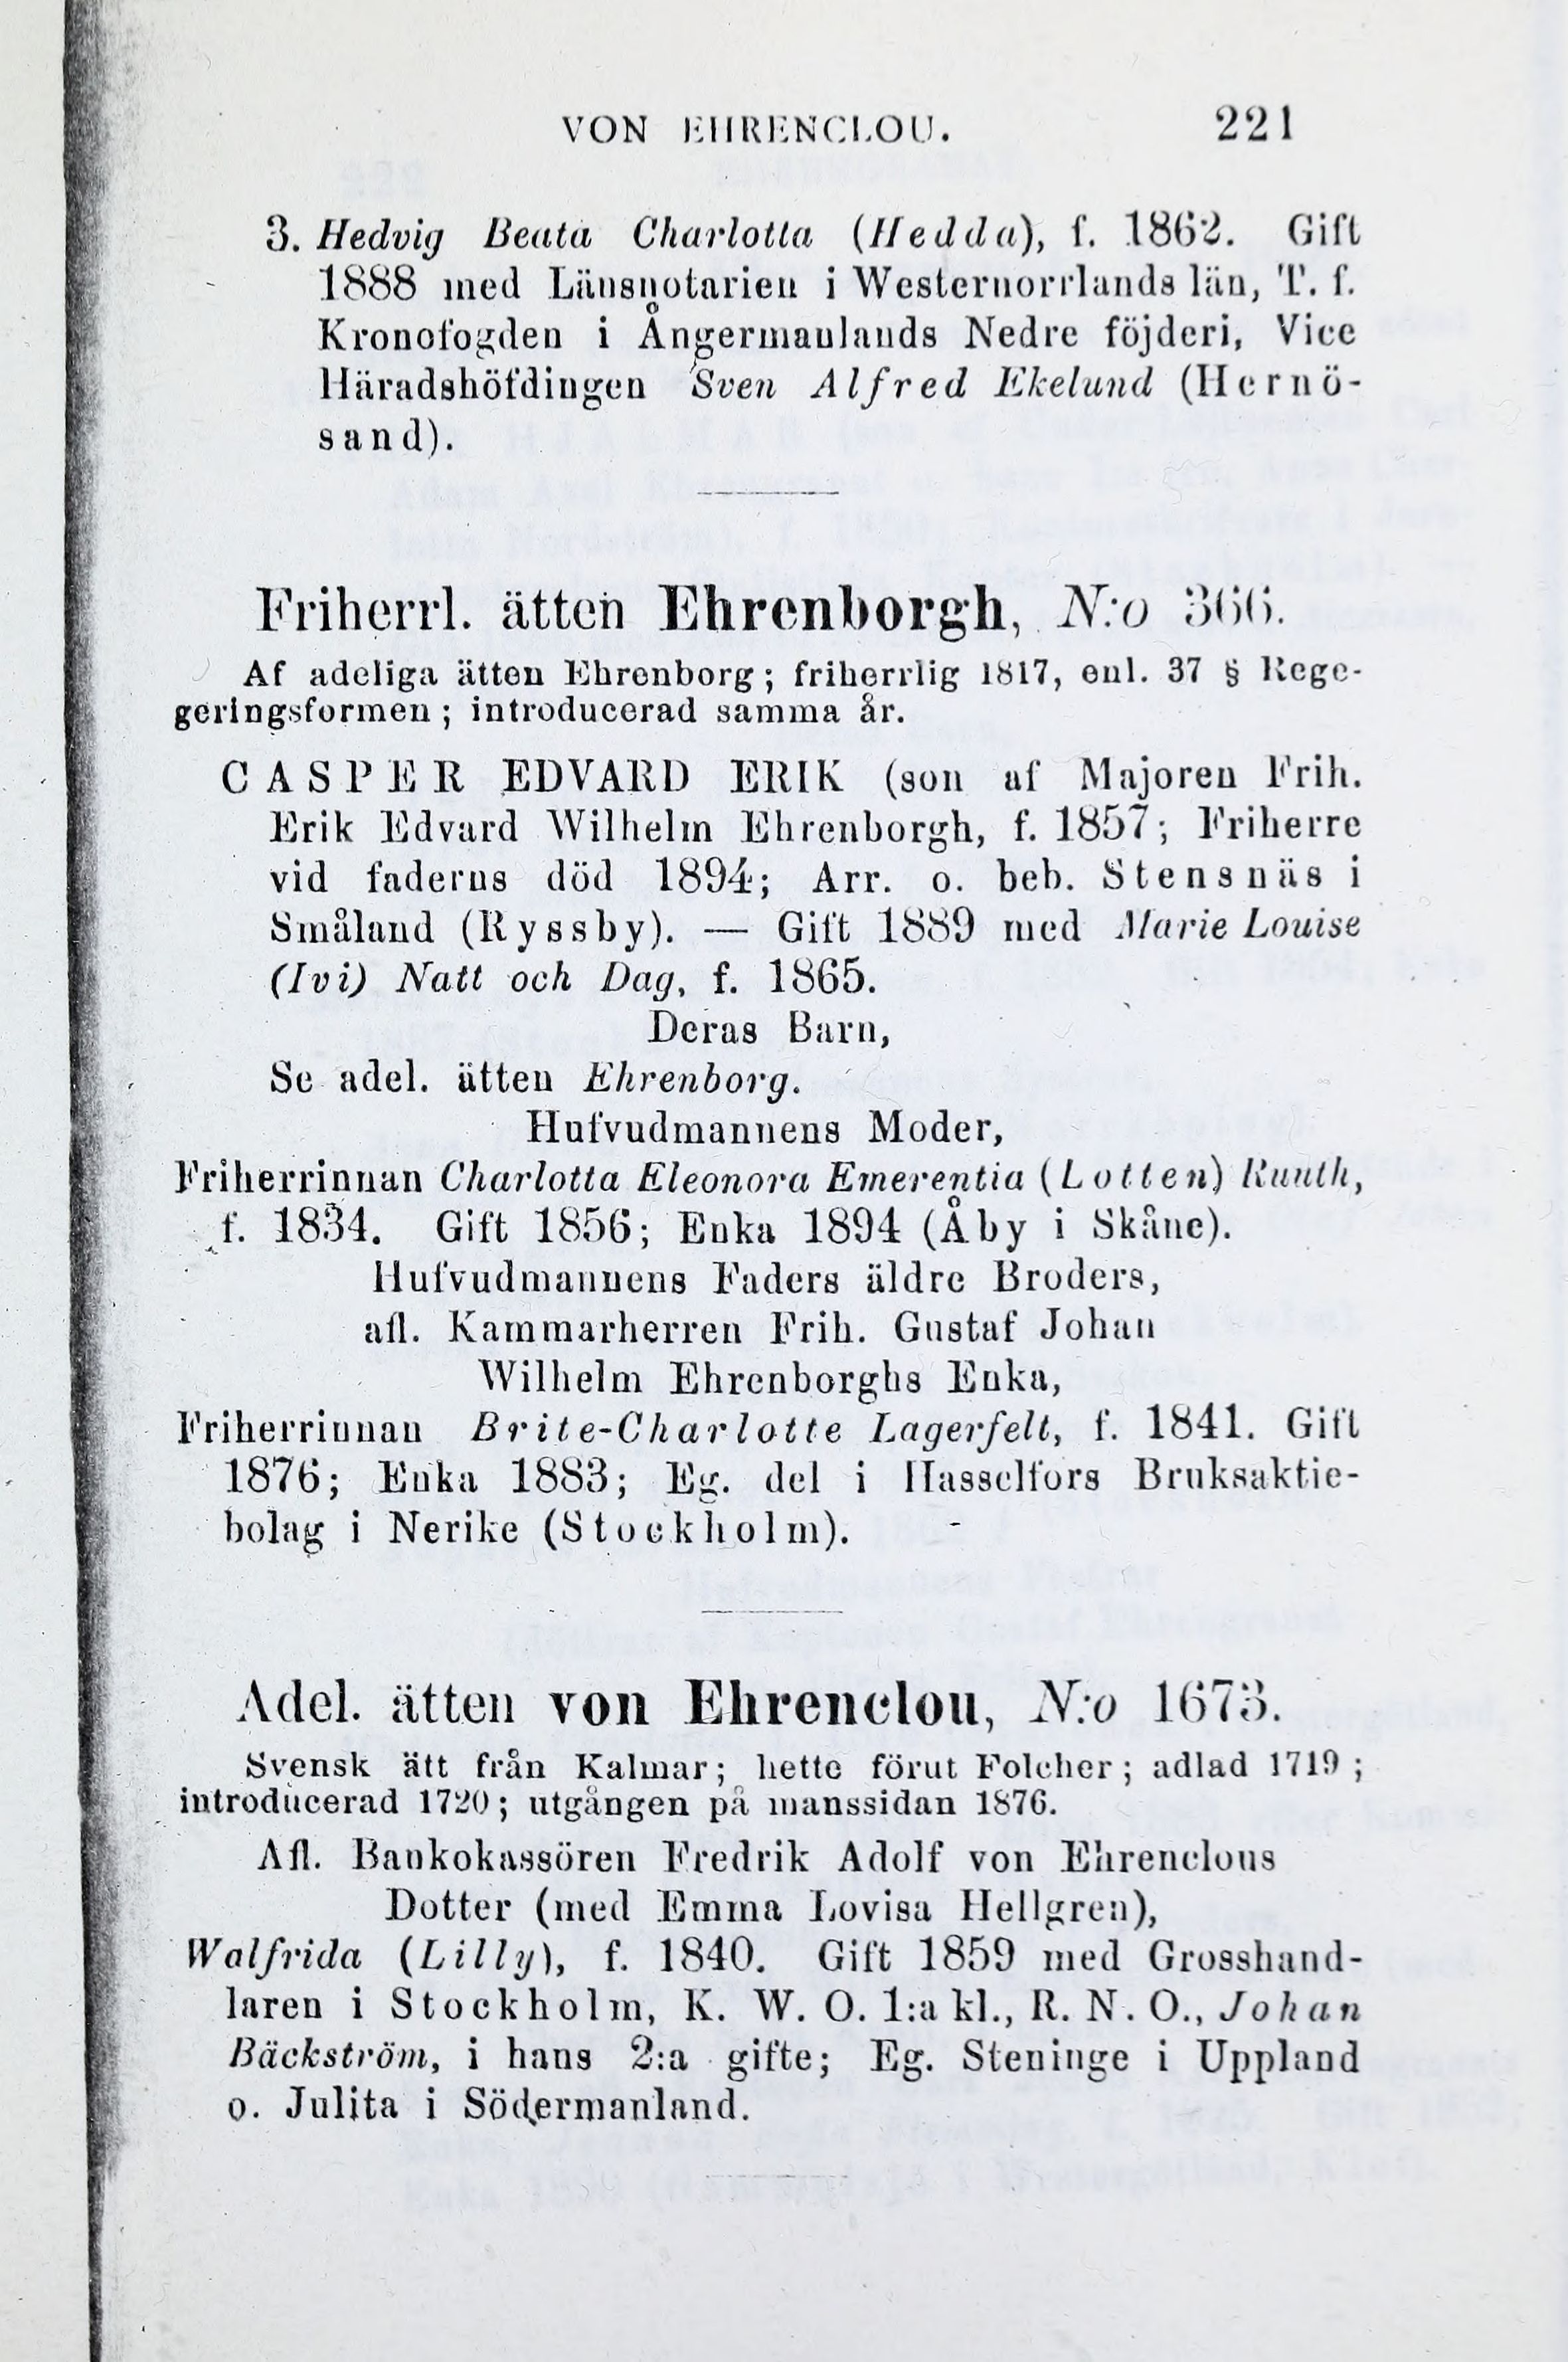 VON EHRENCLOU. 221
3. Hedvig Beata Charlotta (Hedda), f. 1862. Gift
1888 med Länsnotarien i Westernorrlands län, T. f.
Kronofogden i Ångermanlands Nedre föjderi, Vice
Häradshöfdingen Sven Alfred Ekelund (Hernö-
sand).
Friherrl. ätten Ehrenborgh, N:o 366.
Af adeliga ätten Ehrenborg; friherrlig 1817, enl. 37 § Rege-
geringsformen; introducerad samma år.
CASPER EDVARD ERIK (son af Majoren Frih.
Erik Edvard Wilhelm Ehrenborgh, f. 1857; Friherre
vid faderns död 1894; Arr. o. beb. Stensnäs i
Småland (Ryssby). — Gift 1889 med Marie Louise
(Ivi) Natt och Dag, f. 1865.
Deras Barn,
Se adel. ätten Ehrenborg.
Hufvudmannens Moder,
Friherrinnan Charlotta Eleonora Emerentia (Lotten) Ruuth,
f. 1834. Gift 1856; Enka 1894 (Åby i Skåne).
Hufvudmannens Faders äldre Broders,
afl. Kammarherren Frih. Gustaf Johan
Wilhelm Ehrenborghs Enka,
Friherrinnan Brite-Charlotte Lagerfelt, f. 1841. Gift
1876; Enka 1883; Eg. del i Hasselfors Bruksaktie-
bolag i Nerike (Stockholm).
Adel. ätten von Ehrenclou, N:o 1673.
Svensk ätt från Kalmar; hette förut Folcher; adlad 1719;
introducerad 1720; utgången på manssidan 1876.
Afl. Bankokassören Fredrik Adolf von Ehrenclous
Dotter (med Emma Lovisa Hellgren),
Walfrida (Lilly), f. 1840. Gift 1859 med Grosshand-
laren i Stockholm, K. W. O. 1:a kl., R. N. O., Johan
Bäckström, i hans 2:a gifte; Eg. Steninge i Uppland
o. Julita i Södermanland.